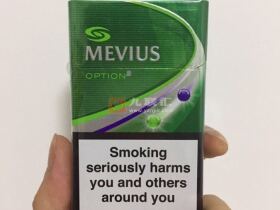 MEVIUS
OPTION
Smoking
seriously harms
you and others
around you